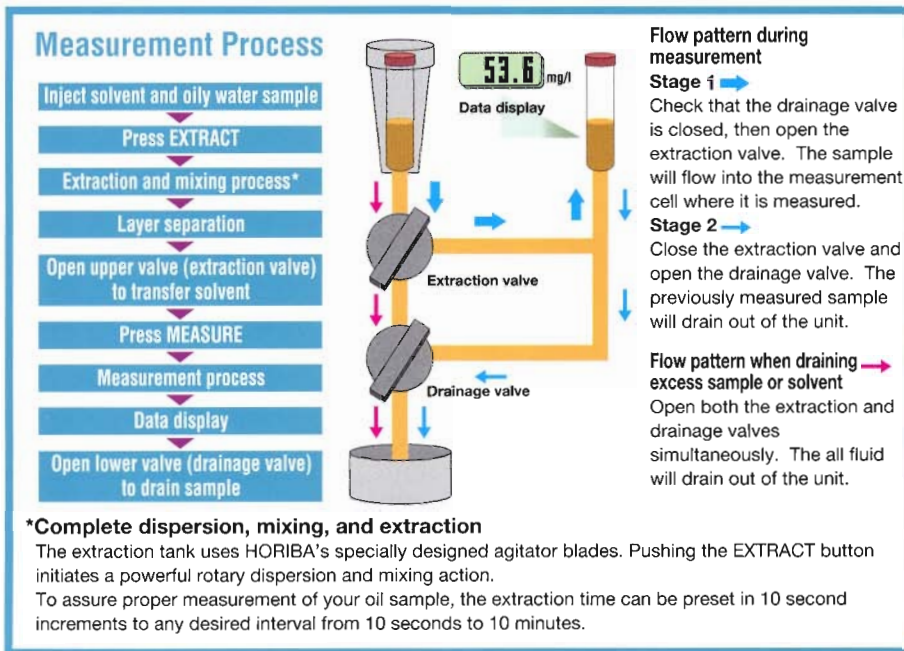 Measurement Process
Inject solvent and oily water sample
Press EXTRACT
Extraction and mixing process*
Layer separation
Open upper valve (extraction valve)
to transfer solvent
Press MEASURE
Measurement process
Data display
Open lower valve (drainage valve)
to drain sample
53.6 mg/l
Data display
Extraction valve
Drainage valve
Flow pattern during
measurement
Stage 1
Check that the drainage valve
is closed, then open the
extraction valve. The sample
will flow into the measurement
cell where it is measured.
Stage 2
Close the extraction valve and
open the drainage valve. The
previously measured sample
will drain out of the unit.
Flow pattern when draining
excess sample or solvent
Open both the extraction and
drainage valves
simultaneously. The all fluid
will drain out of the unit.
*Complete dispersion, mixing, and extraction
The extraction tank uses HORIBA's specially designed agitator blades. Pushing the EXTRACT button
initiates a powerful rotary dispersion and mixing action.
To assure proper measurement of your oil sample, the extraction time can be preset in 10 second
increments to any desired interval from 10 seconds to 10 minutes.